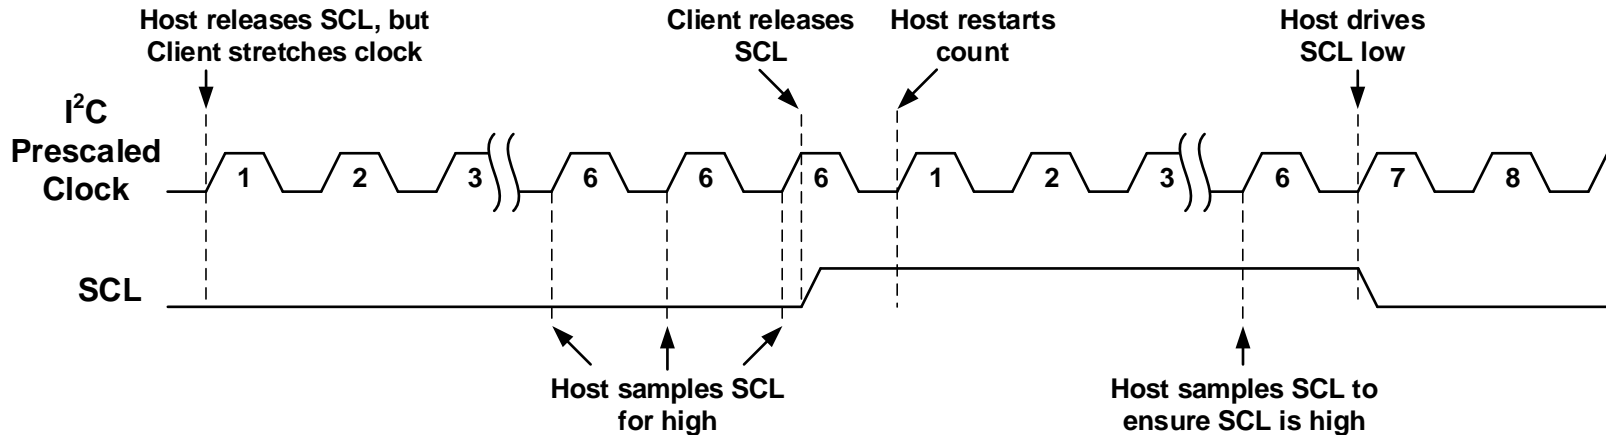 Host releases SCL, but
Client stretches clock
Client releases
SCL
Host restarts
count
Host drives
SCL low
I²C
Prescaled
Clock
1 2 3 6 6 6 1 2 3 6 7 8
SCL
Host samples SCL
for high
Host samples SCL to
ensure SCL is high